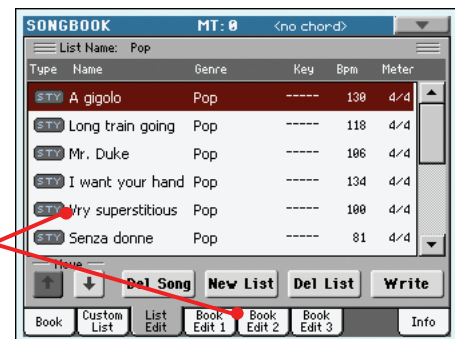 SONGBOOK MT: 0 <no chord>
List Name: Pop
Type Name Genre Key Bpm Meter
STY A gigolo Pop ----- 130 4/4
STY Long train going Pop ----- 118 4/4
STY Mr. Duke Pop ----- 106 4/4
STY I want your hand Pop ----- 134 4/4
STY Vry superstitious Pop ----- 100 4/4
STY Senza donne Pop ----- 81 4/4
Move
Del Song New List Del List Write
Book Custom List List Edit Book Edit 1 Book Edit 2 Book Edit 3 Info